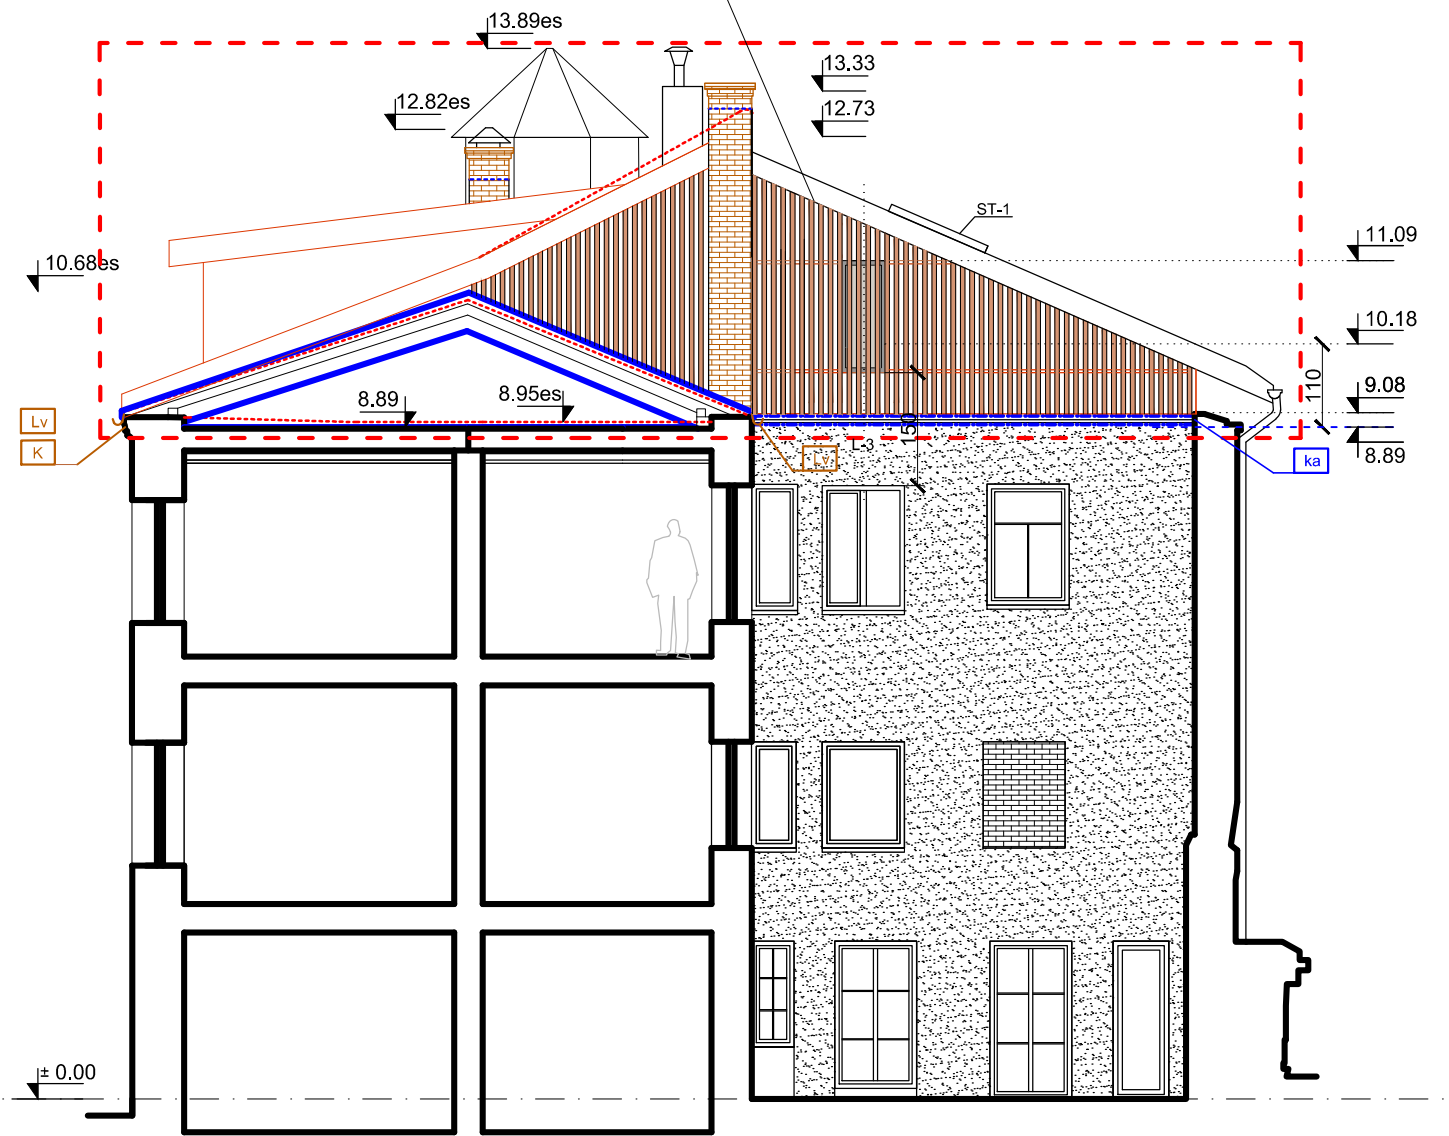 13.89es
13.33
12.82es
12.73
ST-1
11.09
10.68es
10.18
110
8.89
8.95es
9.08
Lv
K
150
L-3
Lv
ka
8.89
± 0.00